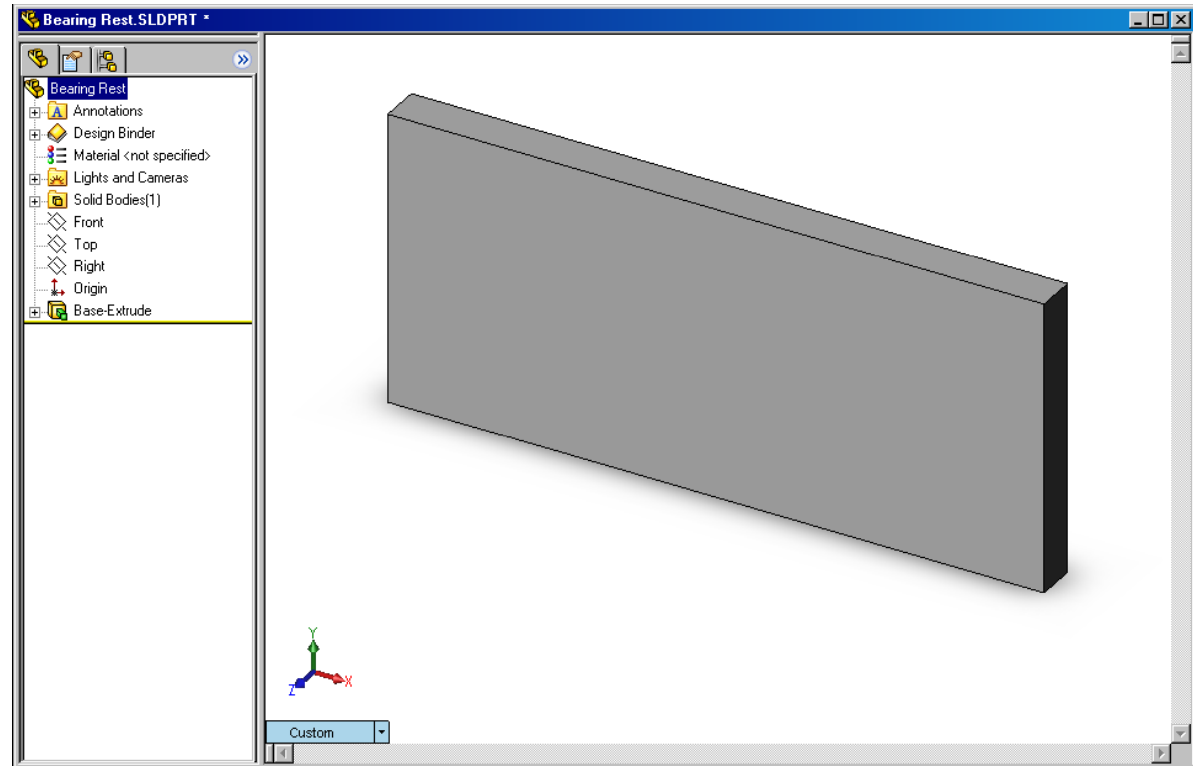 Bearing Rest.SLDPRT *
Bearing Rest
A Annotations
Design Binder
Material <not specified>
Lights and Cameras
Solid Bodies(1)
Front
Top
Right
Origin
Base-Extrude
Y
X
Z
Custom